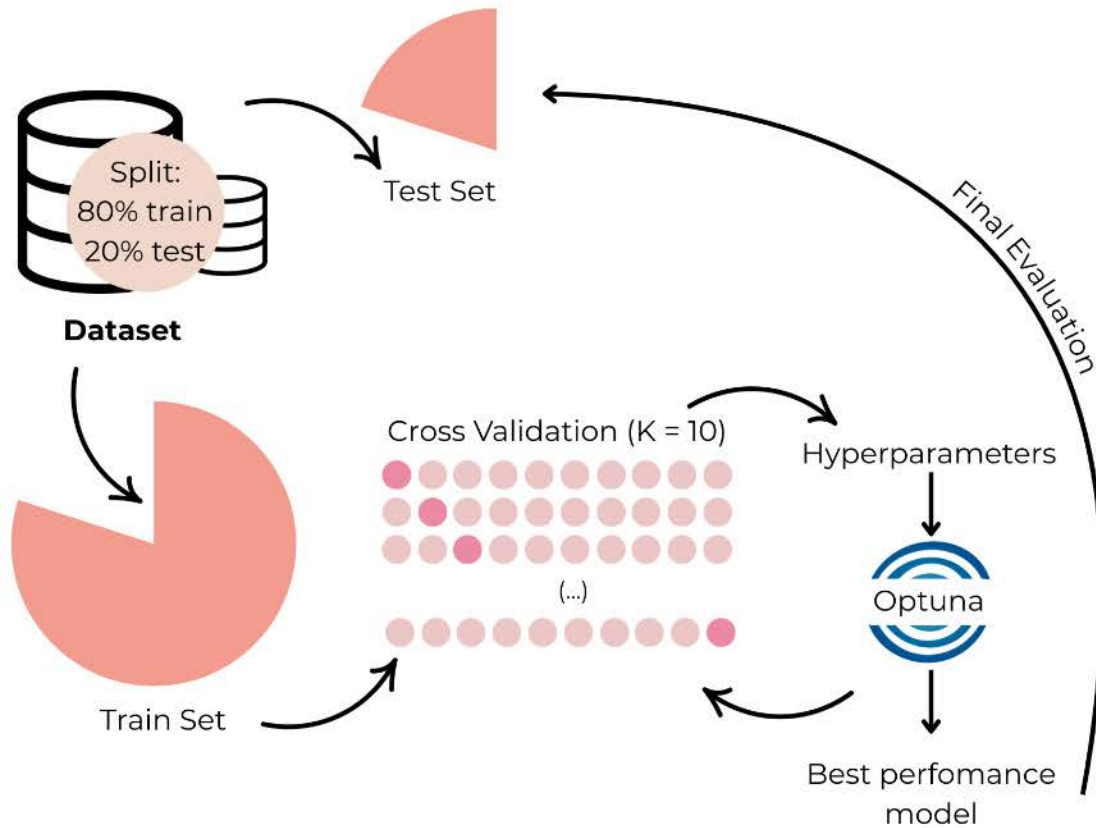 Split:
80% train
20% test
Dataset
Test Set
Final Evaluation
Train Set
Cross Validation (K = 10)
(...)
Hyperparameters
Optuna
Best perfomance
model